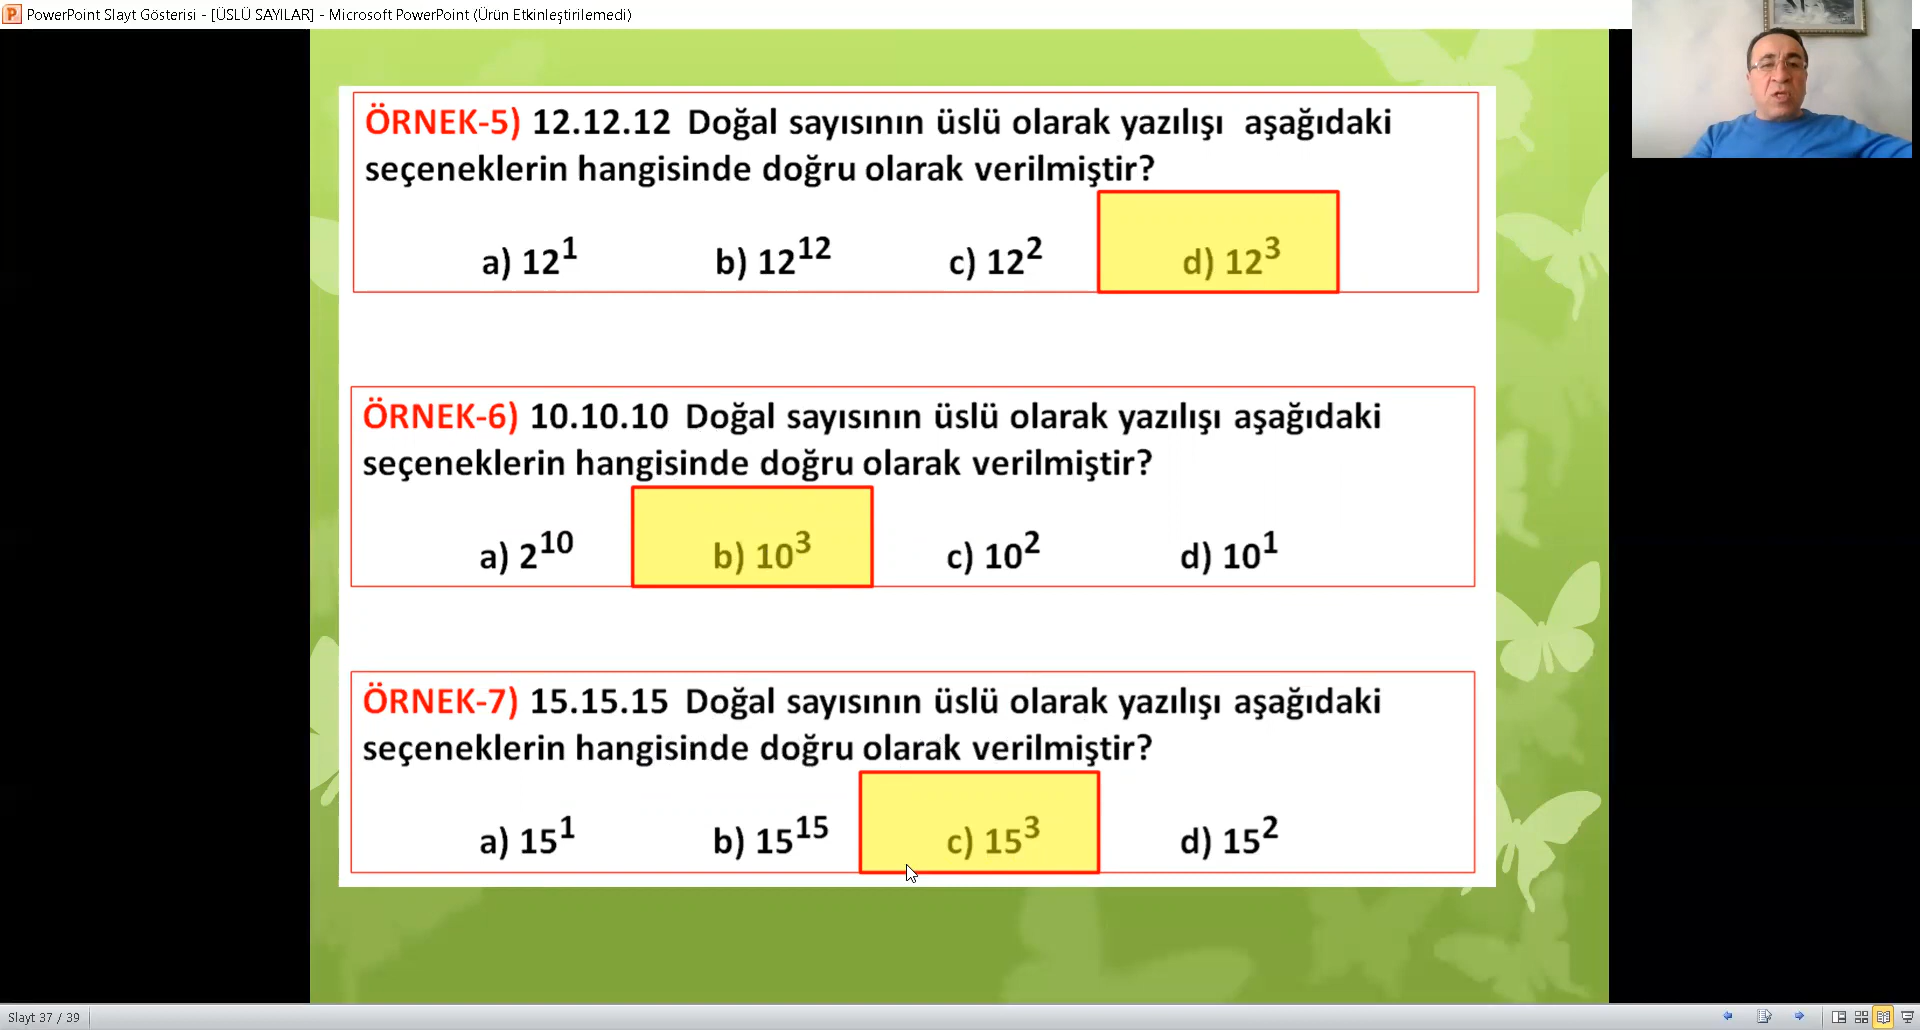 PowerPoint Slayt Gösterisi - [ÜSLÜ SAYILAR] - Microsoft PowerPoint (Ürün Etkinleştirilemedi)
ÖRNEK-5) 12.12.12 Doğal sayısının üslü olarak yazılışı aşağıdaki
seçeneklerin hangisinde doğru olarak verilmiştir?
a) 12¹ b) 12¹² c) 12² d) 12³
ÖRNEK-6) 10.10.10 Doğal sayısının üslü olarak yazılışı aşağıdaki
seçeneklerin hangisinde doğru olarak verilmiştir?
a) 2¹⁰ b) 10³ c) 10² d) 10¹
ÖRNEK-7) 15.15.15 Doğal sayısının üslü olarak yazılışı aşağıdaki
seçeneklerin hangisinde doğru olarak verilmiştir?
a) 15¹ b) 15¹⁵ c) 15³ d) 15²
Slayt 37 / 39